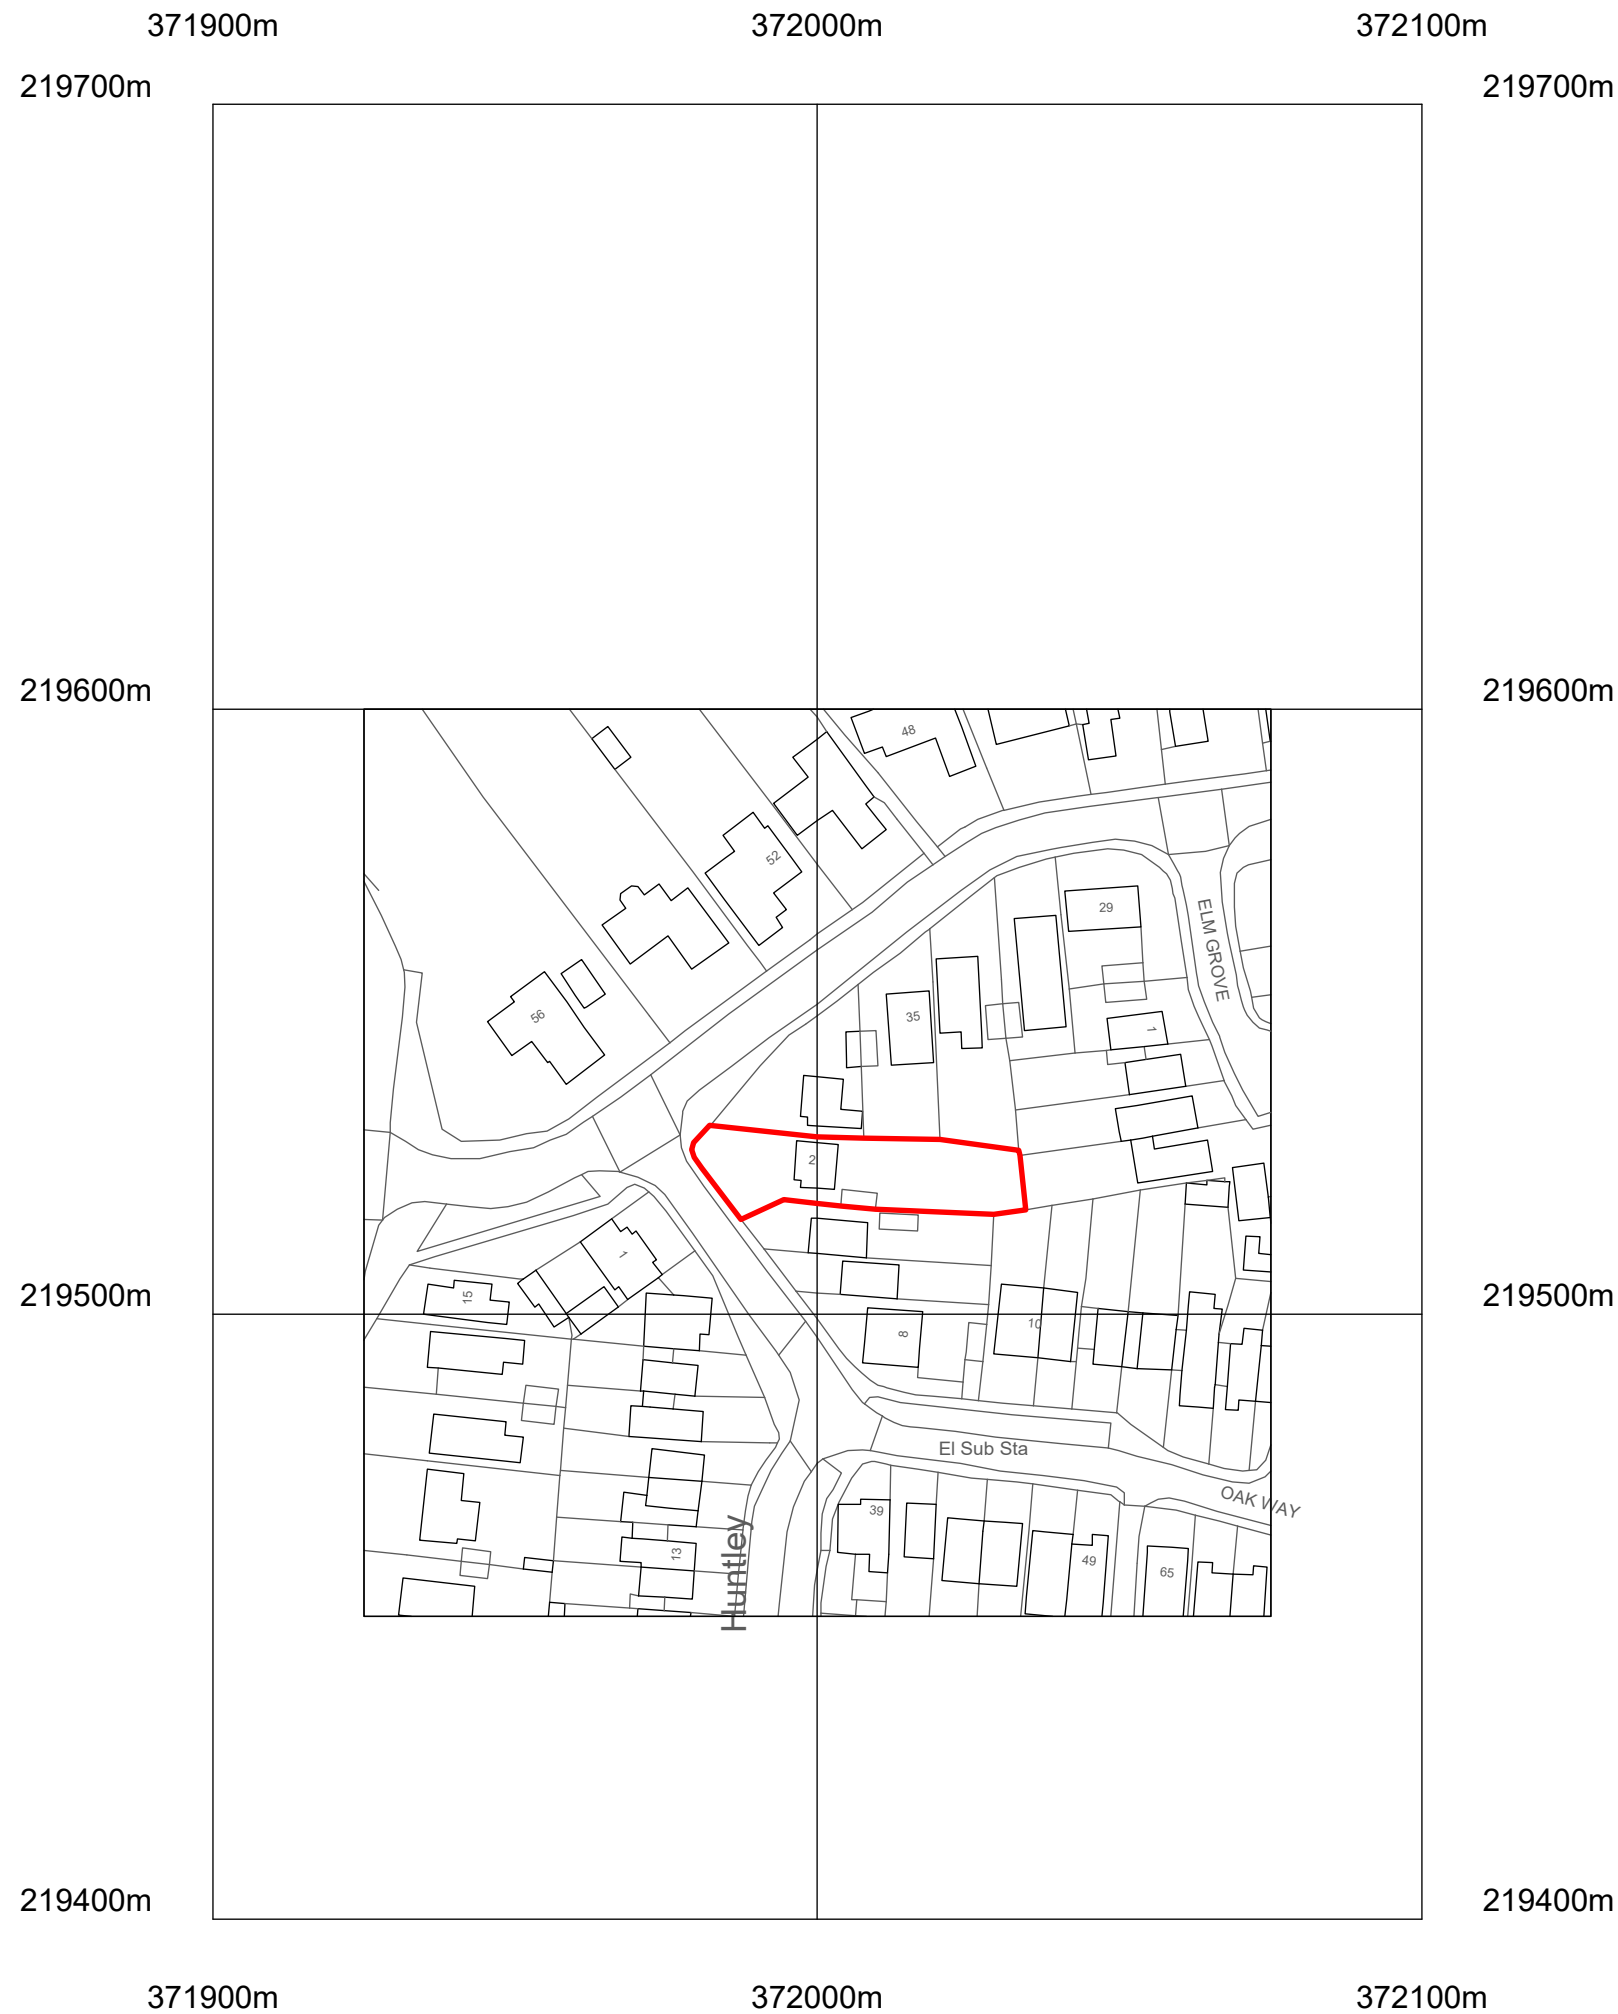 371900m 372000m 372100m
219700m 219700m
219600m 219600m
48
52
29
ELM GROVE
56
35
1
2
1
15
219500m 219500m
8
10
El Sub Sta
OAK WAY
39
49
13
65
Huntley
219400m 219400m
371900m 372000m 372100m